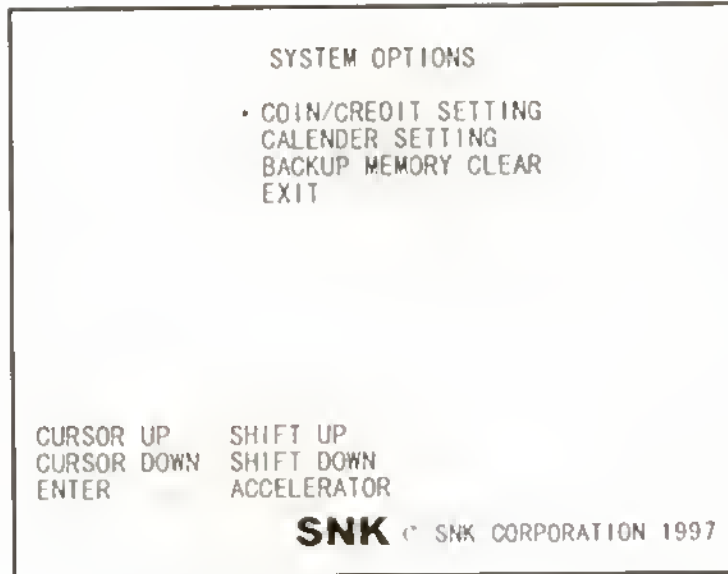 SYSTEM OPTIONS
• COIN/CREDIT SETTING
CALENDER SETTING
BACKUP MEMORY CLEAR
EXIT
CURSOR UP SHIFT UP
CURSOR DOWN SHIFT DOWN
ENTER ACCELERATOR
SNK © SNK CORPORATION 1997